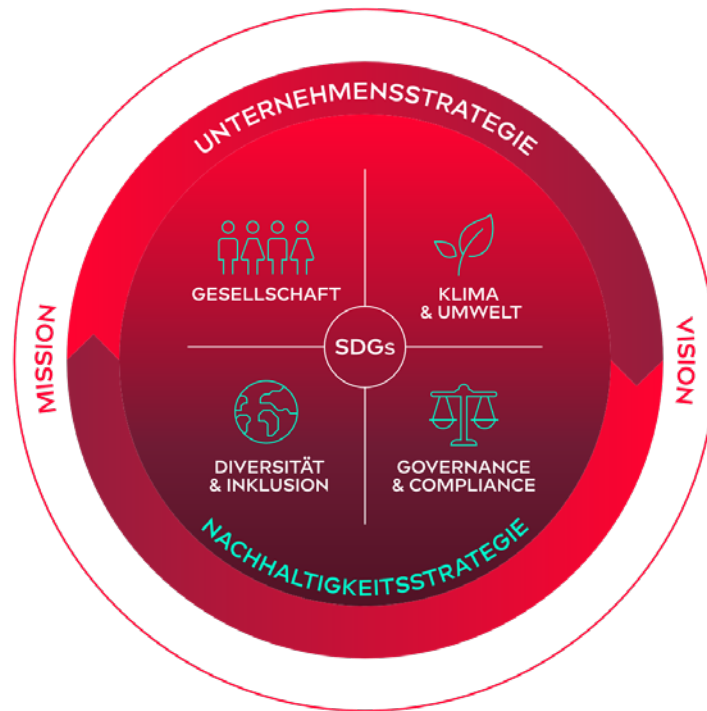 UNTERNEHMENSSTRATEGIE
MISSION
VISION
GESELLSCHAFT
KLIMA
& UMWELT
SDGs
DIVERSITÄT
& INKLUSION
GOVERNANCE
& COMPLIANCE
NACHHALTIGKEITSSTRATEGIE